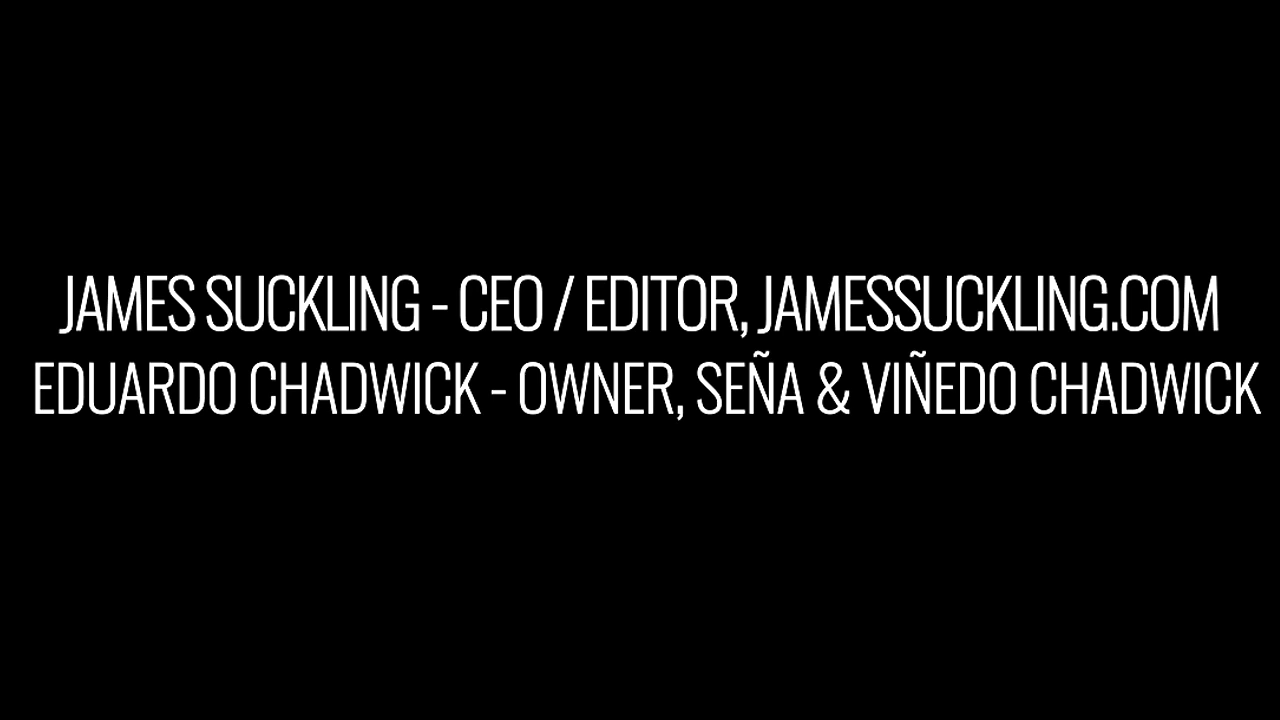 JAMES SUCKLING - CEO / EDITOR, JAMESSUCKLING.COM
EDUARDO CHADWICK - OWNER, SEÑA & VIÑEDO CHADWICK